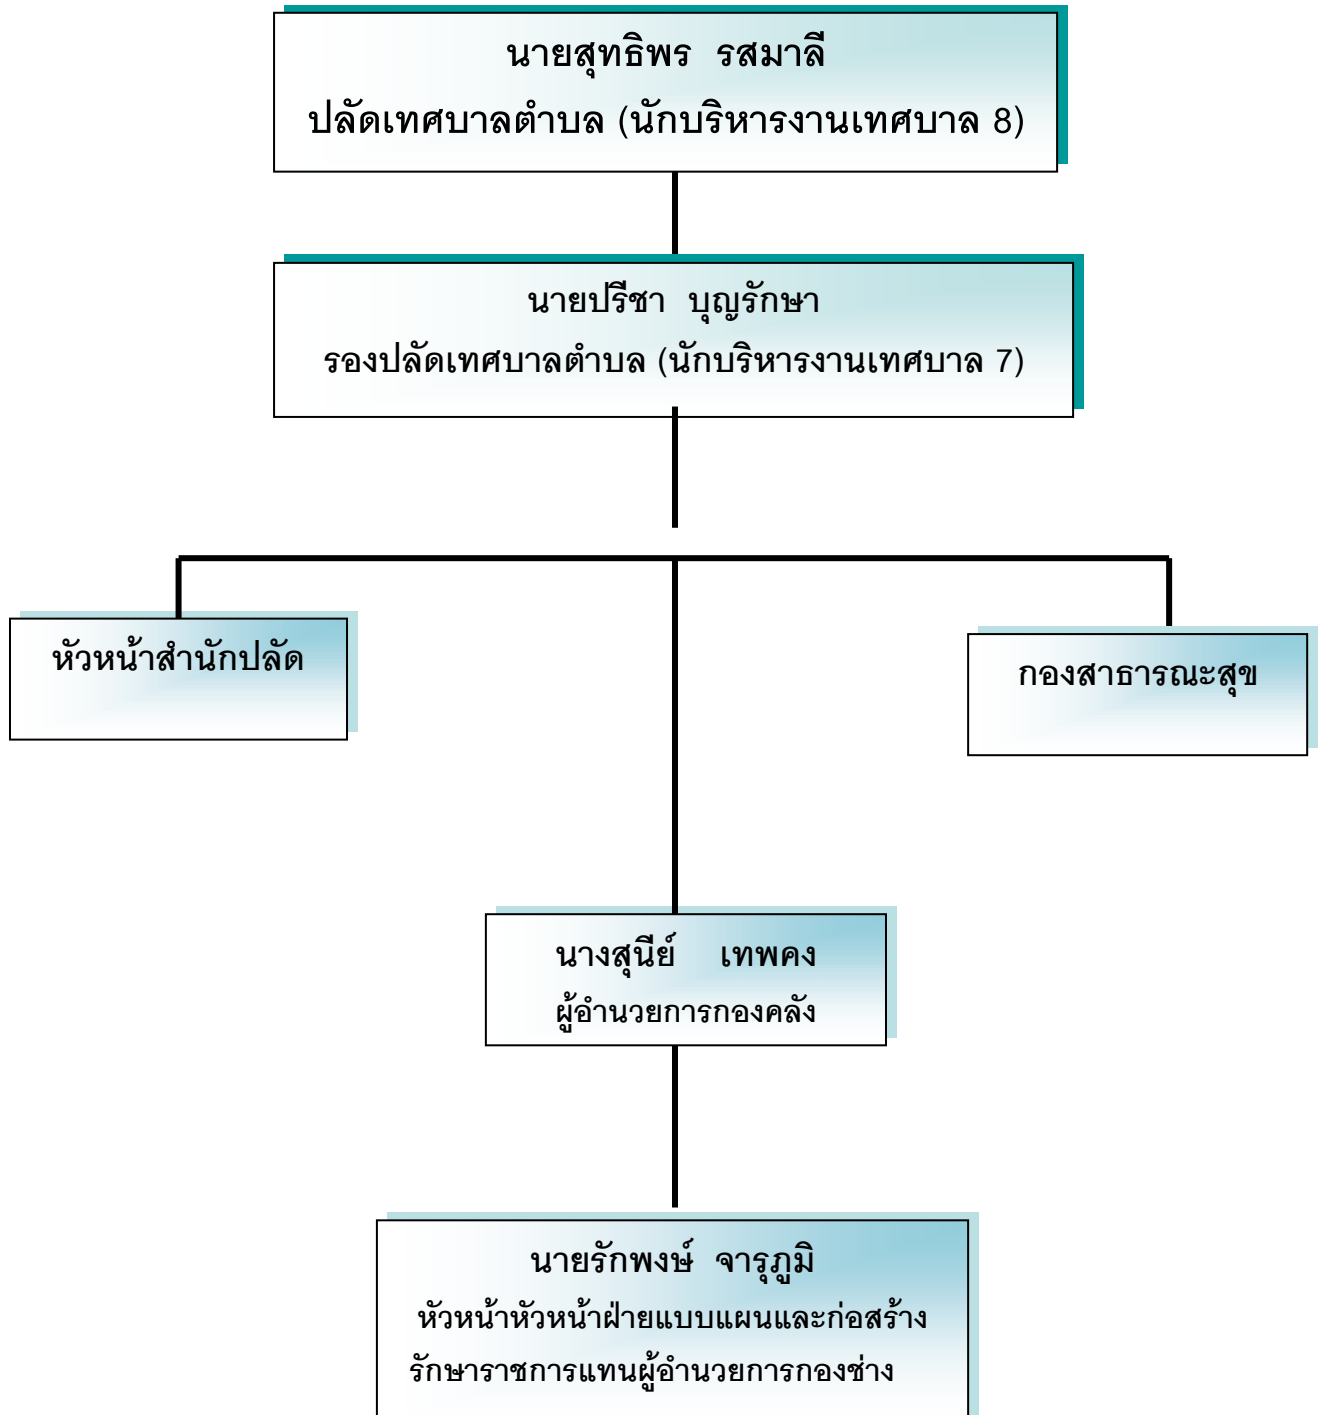 นายสุทธิพร รสมาลี
ปลัดเทศบาลตำบล (นักบริหารงานเทศบาล 8)
นายปรีชา บุญรักษา
รองปลัดเทศบาลตำบล (นักบริหารงานเทศบาล 7)
หัวหน้าสำนักปลัด
กองสาธารณะสุข
นางสุนีย์ เทพคง
ผู้อำนวยการกองคลัง
นายรักพงษ์ จารุภูมิ
หัวหน้าหัวหน้าฝ่ายแบบแผนและก่อสร้าง
รักษาราชการแทนผู้อำนวยการกองช่าง